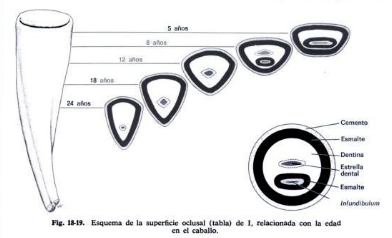 5 años
8 años
12 años
18 años
24 años
Cemento
Esmalte
Dentina
Estrella
dental
Esmalte
Infundibulum
Fig. 18-19. Esquema de la superficie oclusal (tabla) de I, relacionada con la edad
en el caballo.